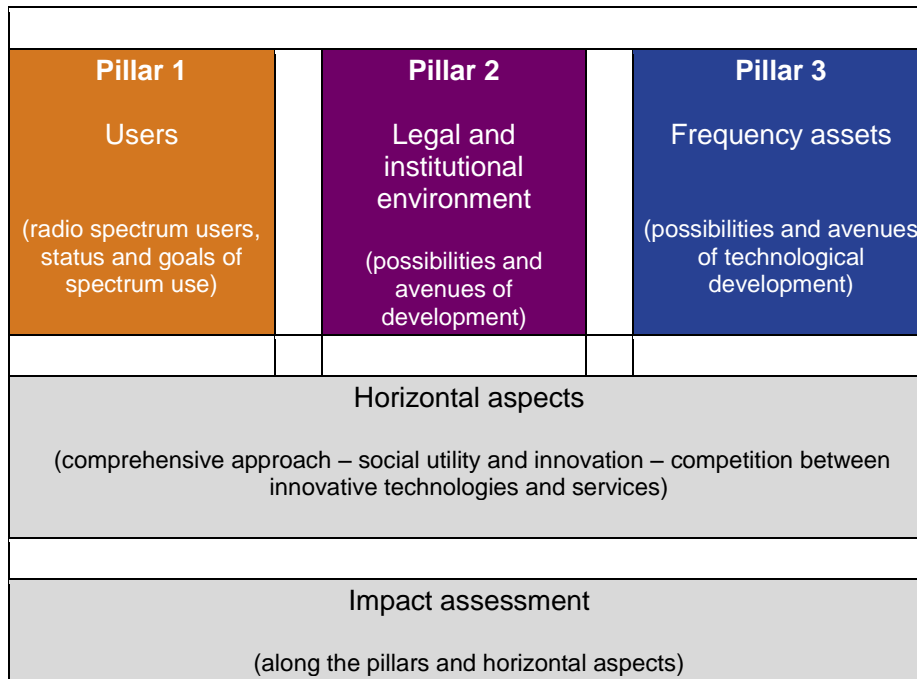 Pillar 1
Users
(radio spectrum users,
status and goals of
spectrum use)
Pillar 2
Legal and
institutional
environment
(possibilities and
avenues of
development)
Pillar 3
Frequency assets
(possibilities and avenues
of technological
development)
Horizontal aspects
(comprehensive approach – social utility and innovation – competition between
innovative technologies and services)
Impact assessment
(along the pillars and horizontal aspects)